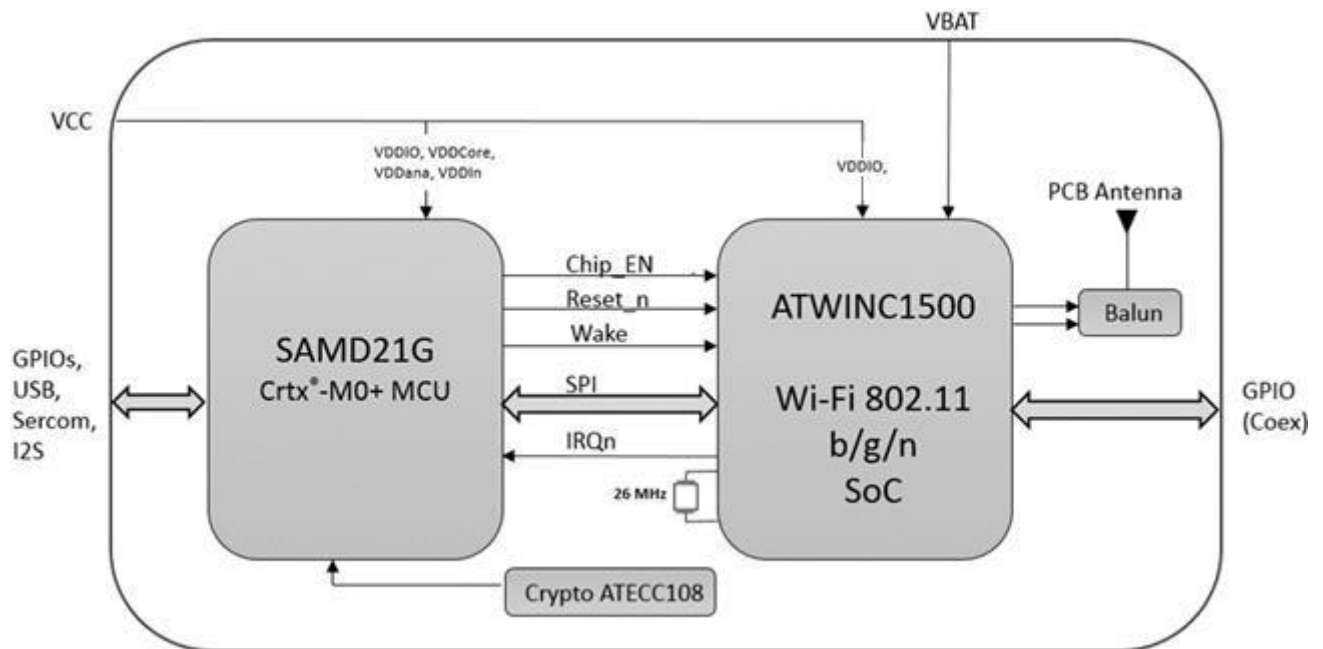 VBAT
VCC
VDDIO, VDDCore,
VDDana, VDDIn
VDDIO,
PCB Antenna
Chip_EN
Reset_n
Wake
SPI
IRQn
26 MHz
SAMD21G
Crtx®-M0+ MCU
ATWINC1500
Wi-Fi 802.11
b/g/n
SoC
Balun
GPIOs,
USB,
Sercom,
I2S
GPIO
(Coex)
Crypto ATECC108